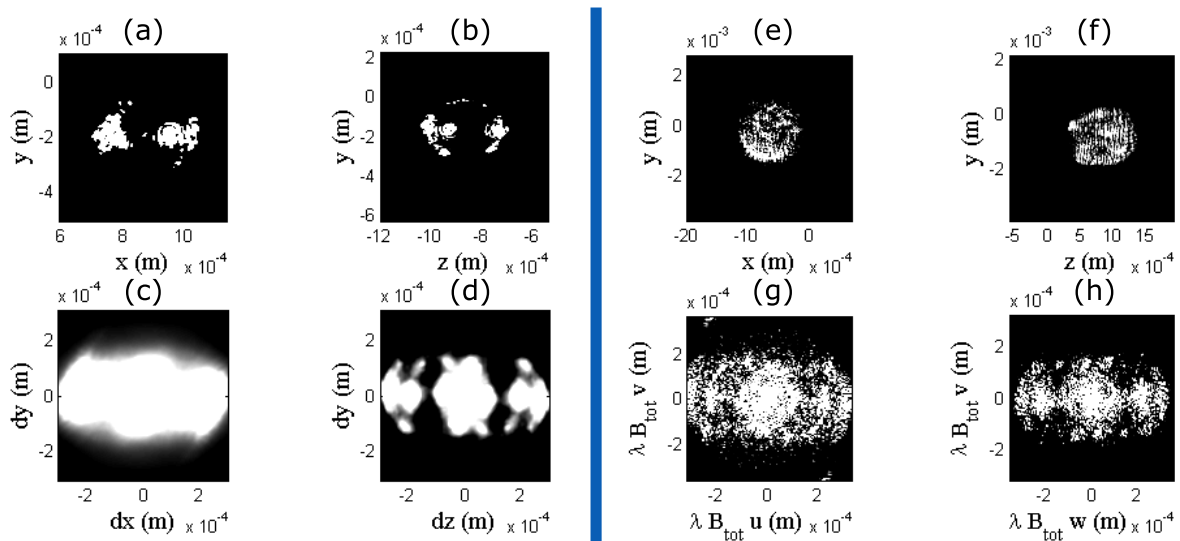 x 10⁻⁴ (a)
0
-2
-4
y (m)
6 8 10
x (m) x 10⁻⁴
x 10⁻⁴ (b)
2
0
-2
-4
-6
y (m)
-12 -10 -8 -6
z (m) x 10⁻⁴
x 10⁻⁴ (c)
2
0
-2
dy (m)
-2 0 2
dx (m) x 10⁻⁴
x 10⁻⁴ (d)
2
0
-2
dy (m)
-2 0 2
dz (m) x 10⁻⁴
x 10⁻³ (e)
2
0
-2
y (m)
-20 -10 0
x (m) x 10⁻⁴
x 10⁻³ (f)
2
0
-2
y (m)
-5 0 5 10 15
z (m) x 10⁻⁴
x 10⁻⁴ (g)
2
0
-2
λ B_tot v (m)
-2 0 2
λ B_tot u (m) x 10⁻⁴
x 10⁻⁴ (h)
2
0
-2
λ B_tot v (m)
-2 0 2
λ B_tot w (m) x 10⁻⁴